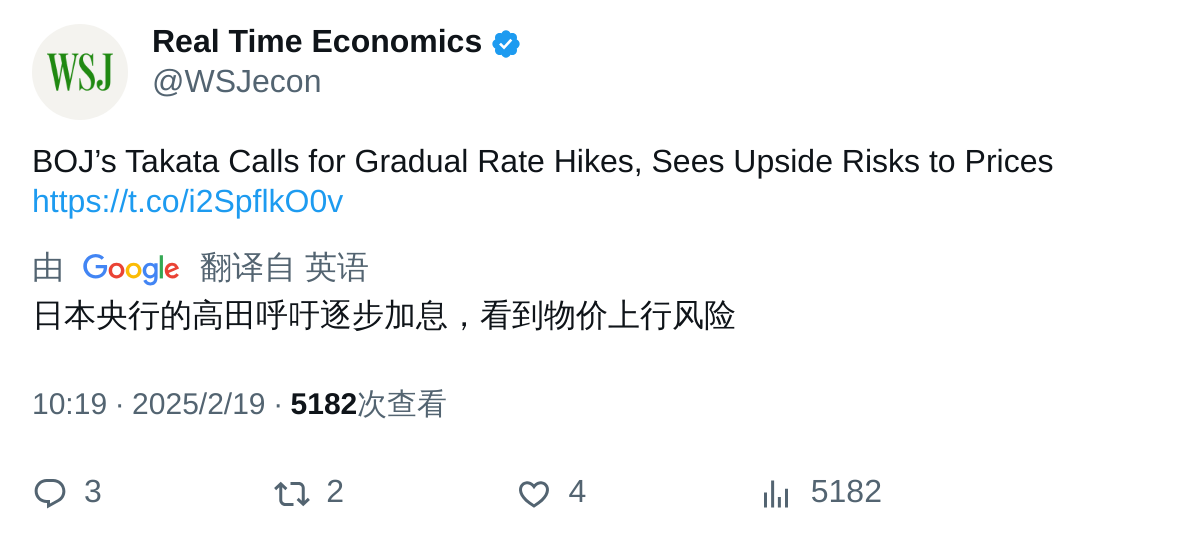 WSJ
Real Time Economics
@WSJecon
BOJ’s Takata Calls for Gradual Rate Hikes, Sees Upside Risks to Prices
https://t.co/i2SpflkO0v
由 Google 翻译自 英语
日本央行的高田呼吁逐步加息，看到物价上行风险
10:19 · 2025/2/19 · 5182次查看
3 2 4 5182